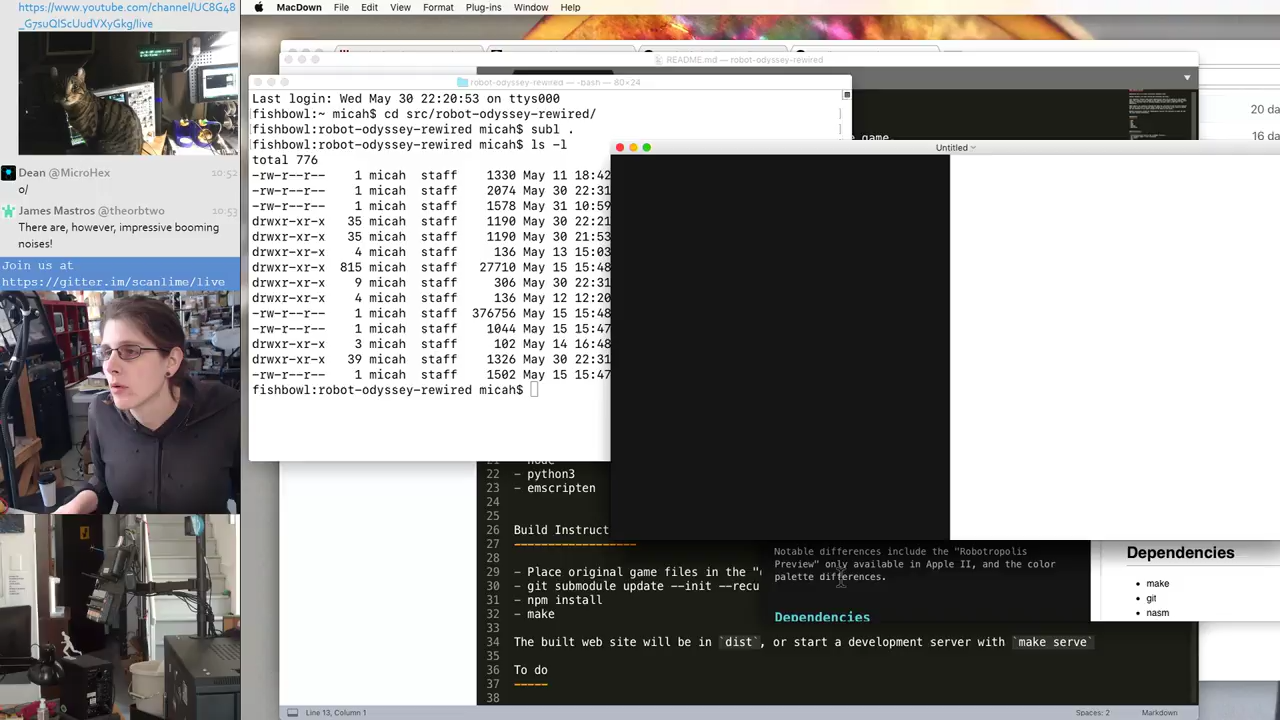 https://www.youtube.com/channel/UC8G48
_G7suQlScUudVXyGkg/live
Dean @MicroHex 10:52
o/
James Mastros @theorbtwo 10:53
There are, however, impressive booming
noises!
Join us at
https://gitter.im/scanlime/live
MacDown File Edit View Format Plug-ins Window Help
README.md — robot-odyssey-rewired
robot-odyssey-rewired — -bash — 80×24
Last login: Wed May 30 22:20:53 on ttys000
fishbowl:~ micah$ cd src/robot-odyssey-rewired/
fishbowl:robot-odyssey-rewired micah$ subl .
fishbowl:robot-odyssey-rewired micah$ ls -l
total 776
-rw-r--r-- 1 micah staff 1330 May 11 18:42
-rw-r--r-- 1 micah staff 2074 May 30 22:31
-rw-r--r-- 1 micah staff 1578 May 31 10:59
drwxr-xr-x 35 micah staff 1190 May 30 22:21
drwxr-xr-x 35 micah staff 1190 May 30 21:53
drwxr-xr-x 4 micah staff 136 May 13 15:03
drwxr-xr-x 815 micah staff 27710 May 15 15:48
drwxr-xr-x 9 micah staff 306 May 30 22:31
drwxr-xr-x 4 micah staff 136 May 12 12:20
-rw-r--r-- 1 micah staff 376756 May 15 15:48
-rw-r--r-- 1 micah staff 1044 May 15 15:47
drwxr-xr-x 3 micah staff 102 May 14 16:48
drwxr-xr-x 39 micah staff 1326 May 30 22:31
-rw-r--r-- 1 micah staff 1502 May 15 15:47
fishbowl:robot-odyssey-rewired micah$
e game.
20 da
16 da
Untitled
22 - python3
23 - emscripten
24
25
26 Build Instruct
27
28
29 - Place original game files in the "
30 - git submodule update --init --recu
31 - npm install
32 - make
33
34 The built web site will be in `dist`, or start a development server with `make serve`
35
36 To do
37 -----
38
Notable differences include the "Robotropolis
Preview" only available in Apple II, and the color
palette differences.
Dependencies
Dependencies
• make
• git
• nasm
Line 13, Column 1
Spaces: 2
Markdown